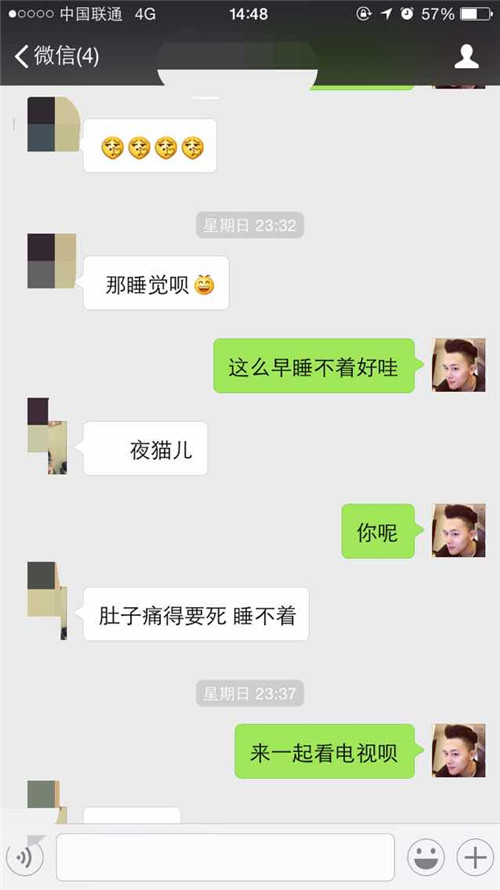 中国联通 4G 14:48 57%
微信(4)
星期日 23:32
那睡觉呗
这么早睡不着好哇
夜猫儿
你呢
肚子痛得要死 睡不着
星期日 23:37
来一起看电视呗